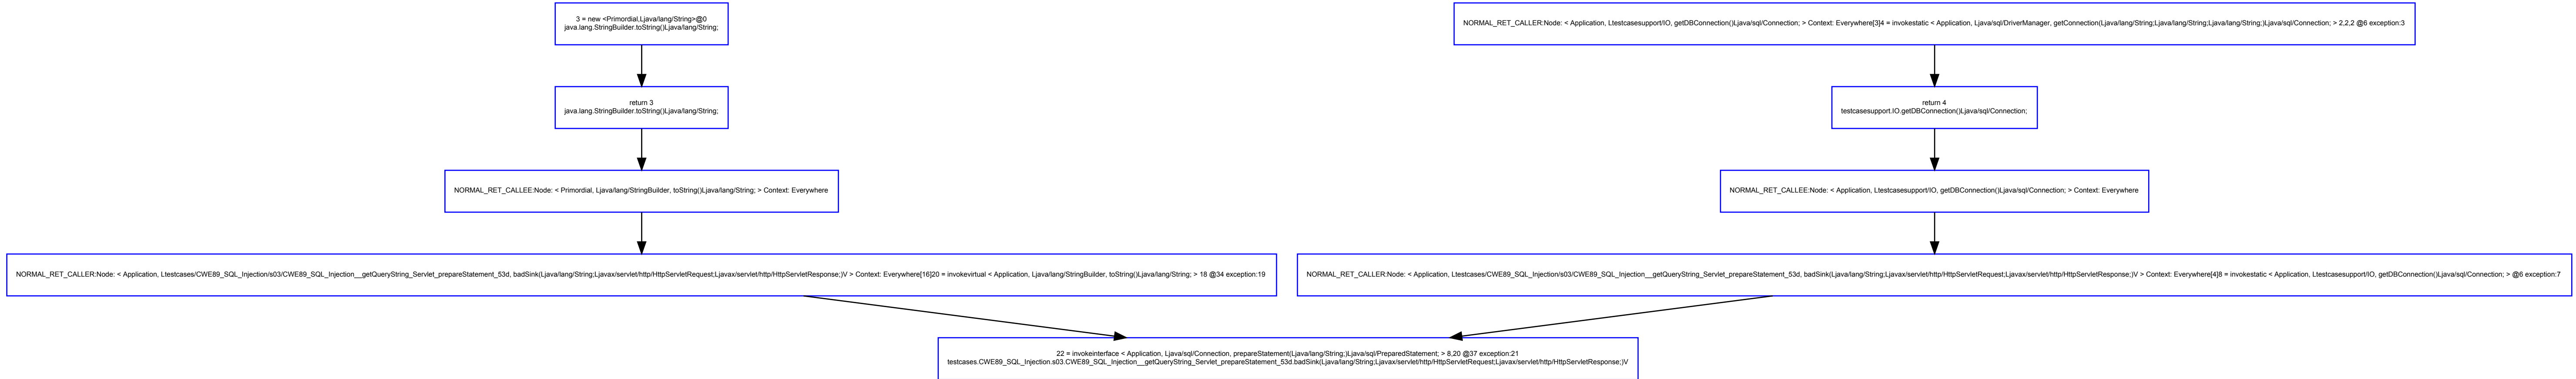 3 = new <Primordial,Ljava/lang/String>@0
java.lang.StringBuilder.toString()Ljava/lang/String;
NORMAL_RET_CALLER:Node: < Application, Ltestcasesupport/IO, getDBConnection()Ljava/sql/Connection; > Context: Everywhere[3]4 = invokestatic < Application, Ljava/sql/DriverManager, getConnection(Ljava/lang/String;Ljava/lang/String;Ljava/lang/String;)Ljava/sql/Connection; > 2,2,2 @6 exception:3
return 3
java.lang.StringBuilder.toString()Ljava/lang/String;
return 4
testcasesupport.IO.getDBConnection()Ljava/sql/Connection;
NORMAL_RET_CALLEE:Node: < Primordial, Ljava/lang/StringBuilder, toString()Ljava/lang/String; > Context: Everywhere
NORMAL_RET_CALLEE:Node: < Application, Ltestcasesupport/IO, getDBConnection()Ljava/sql/Connection; > Context: Everywhere
NORMAL_RET_CALLER:Node: < Application, Ltestcases/CWE89_SQL_Injection/s03/CWE89_SQL_Injection__getQueryString_Servlet_prepareStatement_53d, badSink(Ljava/lang/String;Ljavax/servlet/http/HttpServletRequest;Ljavax/servlet/http/HttpServletResponse;)V > Context: Everywhere[16]20 = invokevirtual < Application, Ljava/lang/StringBuilder, toString()Ljava/lang/String; > 18 @34 exception:19
NORMAL_RET_CALLER:Node: < Application, Ltestcases/CWE89_SQL_Injection/s03/CWE89_SQL_Injection__getQueryString_Servlet_prepareStatement_53d, badSink(Ljava/lang/String;Ljavax/servlet/http/HttpServletRequest;Ljavax/servlet/http/HttpServletResponse;)V > Context: Everywhere[4]8 = invokestatic < Application, Ltestcasesupport/IO, getDBConnection()Ljava/sql/Connection; > @6 exception:7
22 = invokeinterface < Application, Ljava/sql/Connection, prepareStatement(Ljava/lang/String;)Ljava/sql/PreparedStatement; > 8,20 @37 exception:21
testcases.CWE89_SQL_Injection.s03.CWE89_SQL_Injection__getQueryString_Servlet_prepareStatement_53d.badSink(Ljava/lang/String;Ljavax/servlet/http/HttpServletRequest;Ljavax/servlet/http/HttpServletResponse;)V